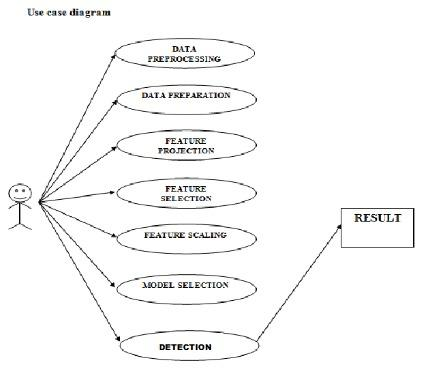 Use case diagram
DATA
PREPROCESSING
DATA PREPARATION
FEATURE
PROJECTION
FEATURE
SELECTION
FEATURE SCALING
MODEL SELECTION
DETECTION
RESULT